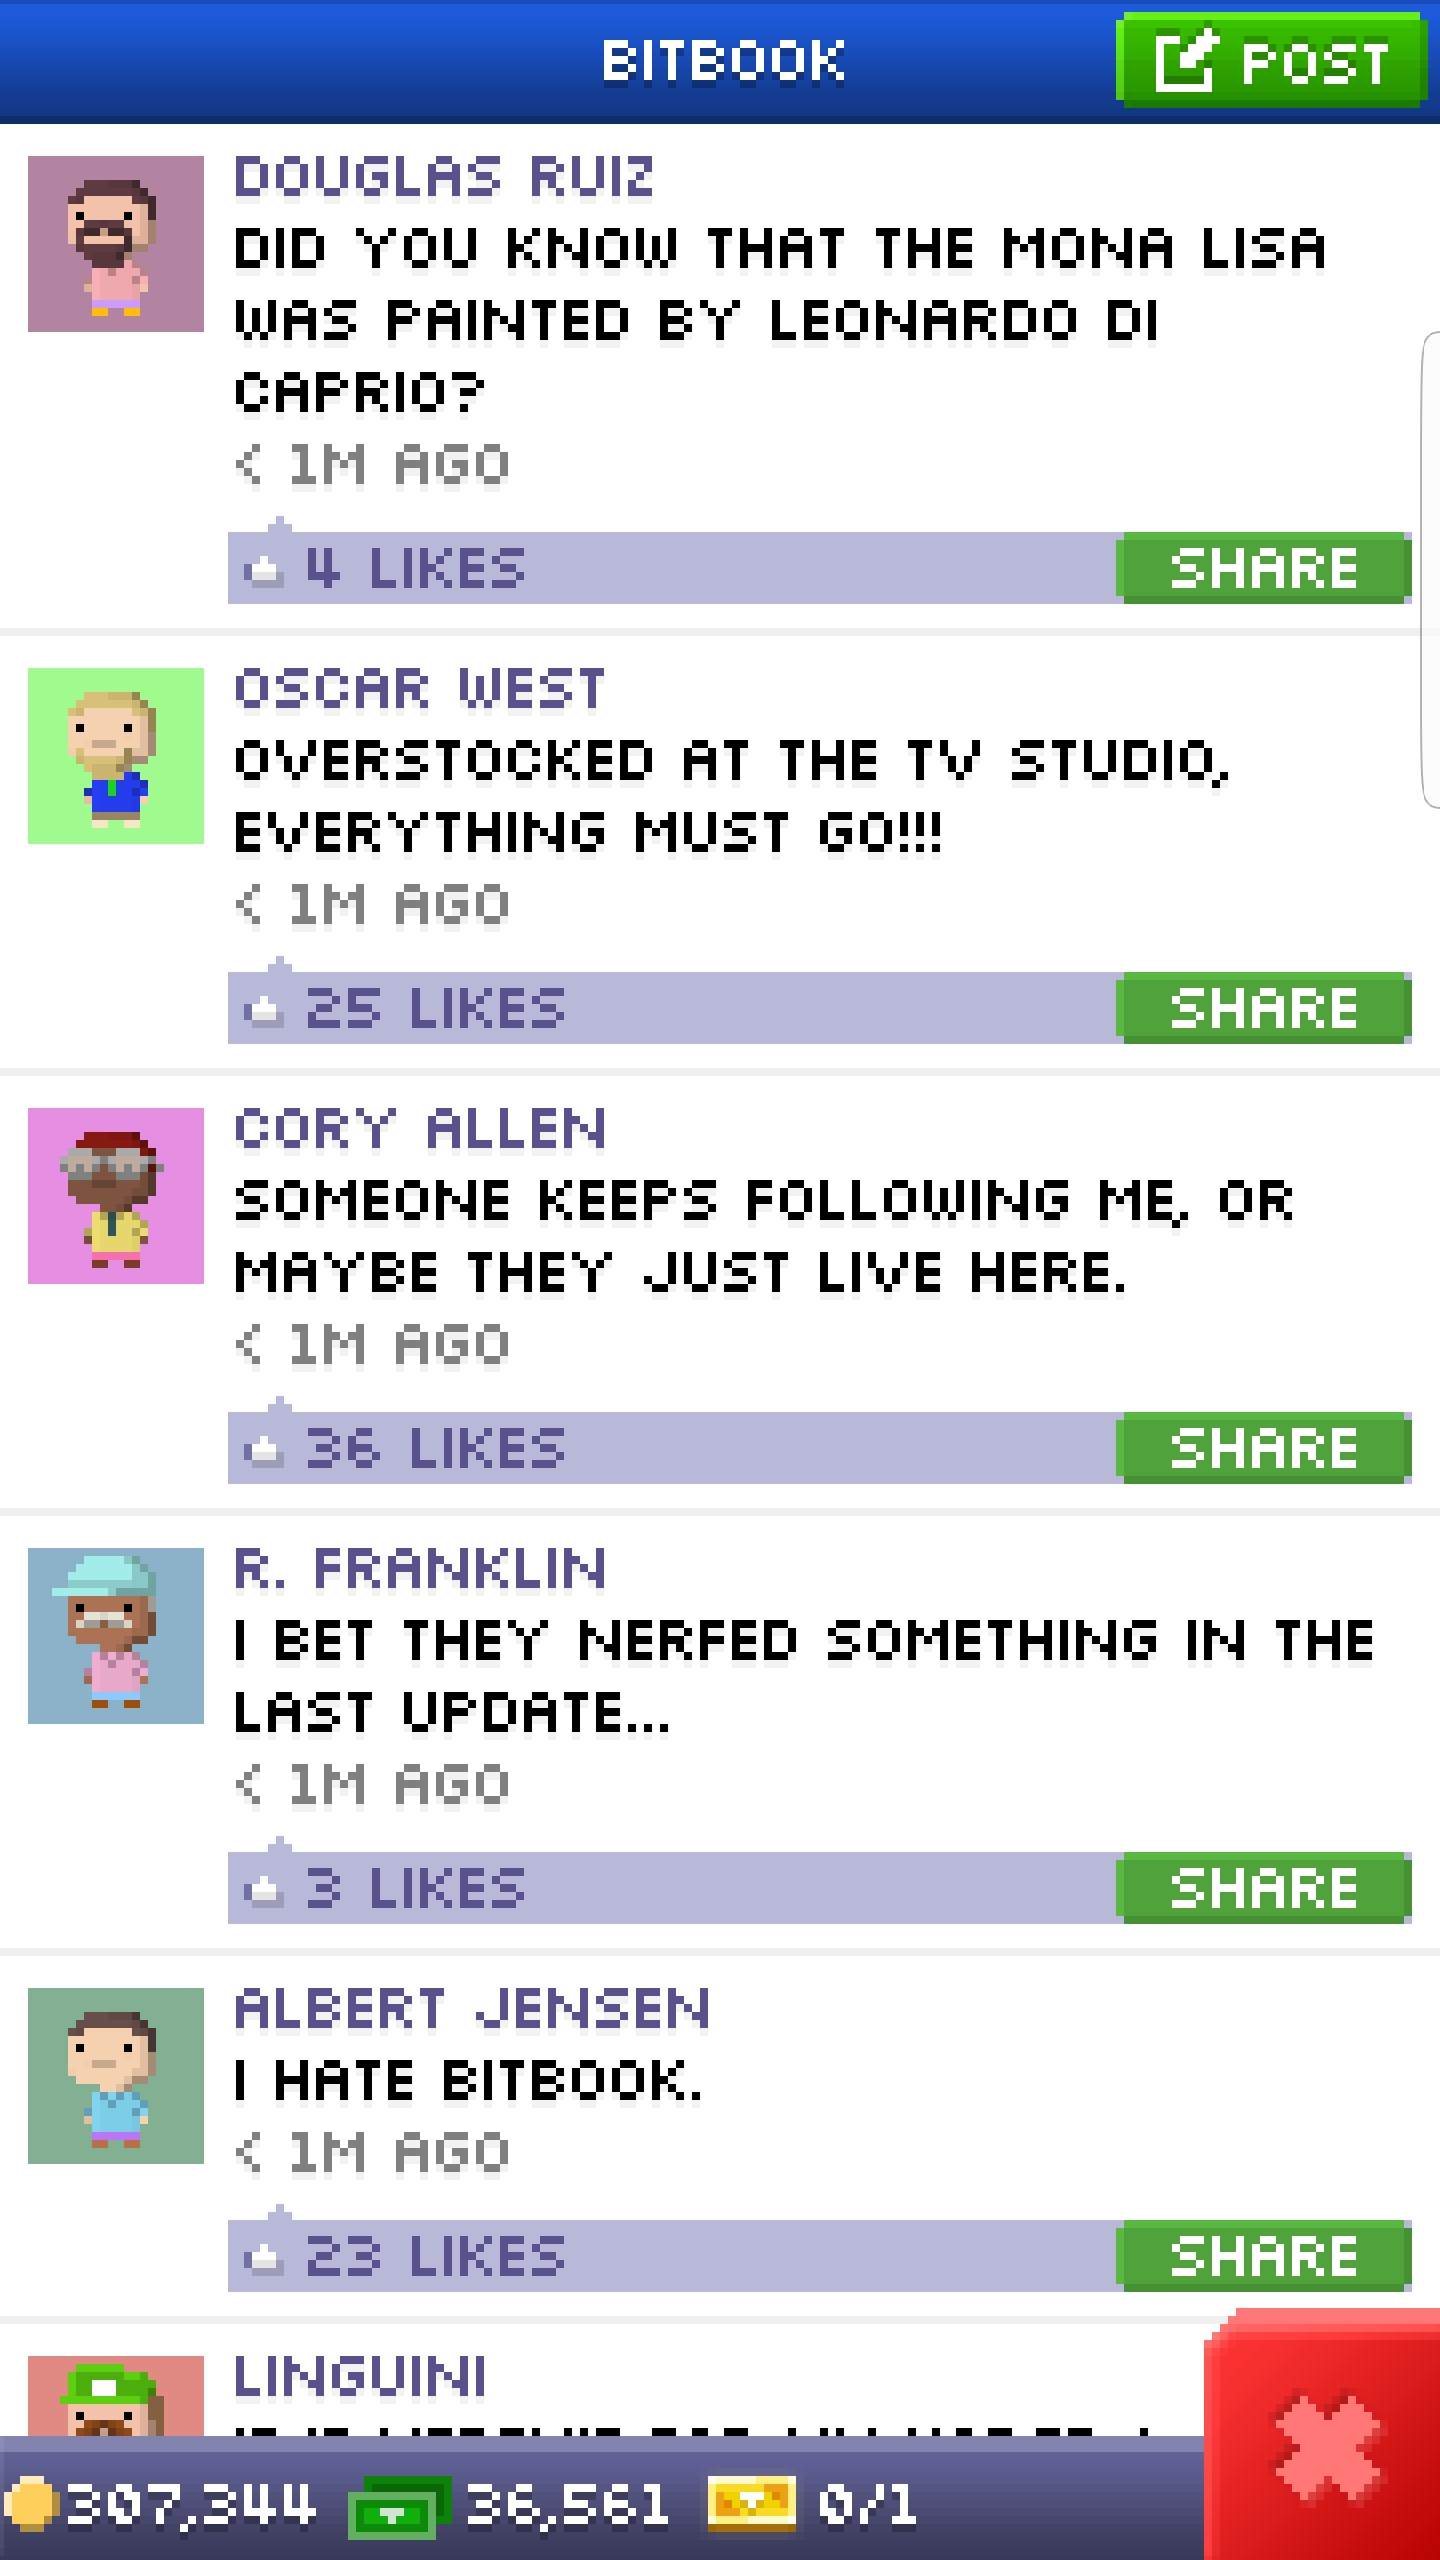 BITBOOK
POST
DOUGLAS RUIZ
DID YOU KNOW THAT THE MONA LISA
WAS PAINTED BY LEONARDO DI
CAPRIO?
< 1M AGO
4 LIKES
SHARE
OSCAR WEST
OVERSTOCKED AT THE TV STUDIO,
EVERYTHING MUST GO!!!
< 1M AGO
25 LIKES
SHARE
CORY ALLEN
SOMEONE KEEPS FOLLOWING ME, OR
MAYBE THEY JUST LIVE HERE.
< 1M AGO
36 LIKES
SHARE
R. FRANKLIN
I BET THEY NERFED SOMETHING IN THE
LAST UPDATE...
< 1M AGO
3 LIKES
SHARE
ALBERT JENSEN
I HATE BITBOOK.
< 1M AGO
23 LIKES
SHARE
LINGUINI
307,344
36,561
0/1